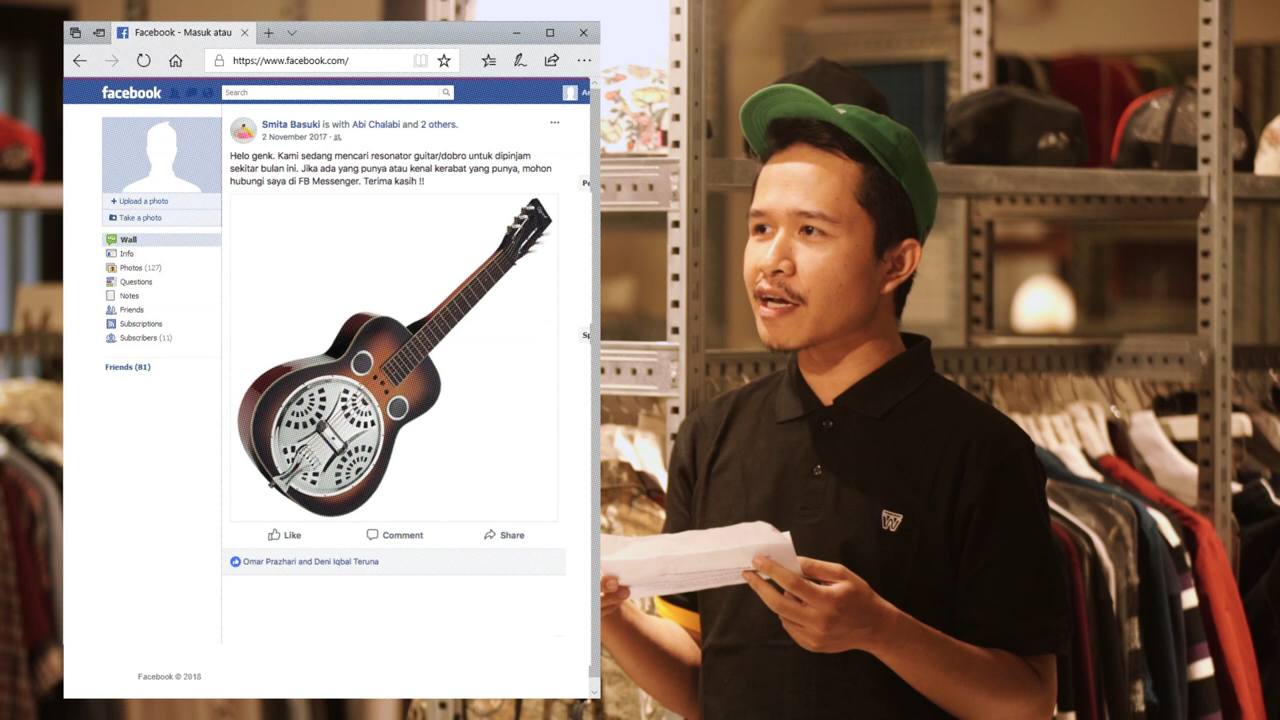 Facebook - Masuk atau
https://www.facebook.com/
facebook
Search
Smita Basuki is with Abi Chalabi and 2 others.
2 November 2017
Helo genk. Kami sedang mencari resonator guitar/dobro untuk dipinjam
sekitar bulan ini. Jika ada yang punya atau kenal kerabat yang punya, mohon
hubungi saya di FB Messenger. Terima kasih !!
+ Upload a photo
Take a photo
Wall
Info
Photos (127)
Questions
Notes
Friends
Subscriptions
Subscribers (11)
Friends (81)
Like
Comment
Share
Omar Prazhari and Deni Iqbal Teruna
Facebook © 2018
W